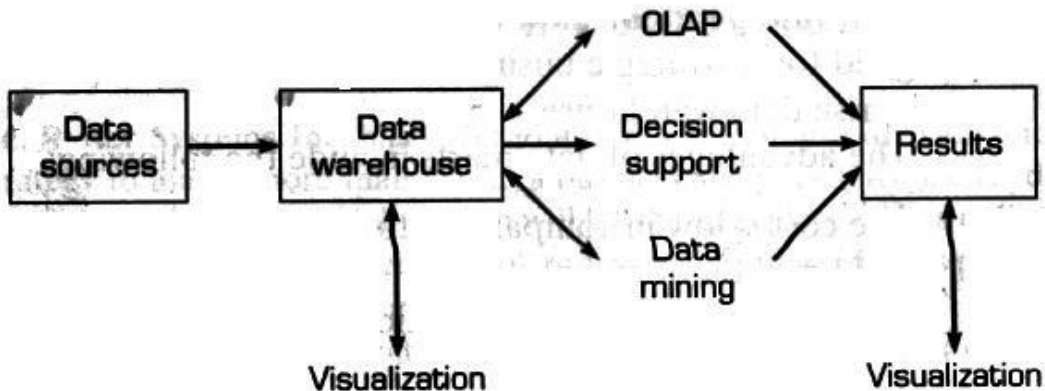 OLAP
Data
sources
Data
warehouse
Decision
support
Results
Data
mining
Visualization
Visualization